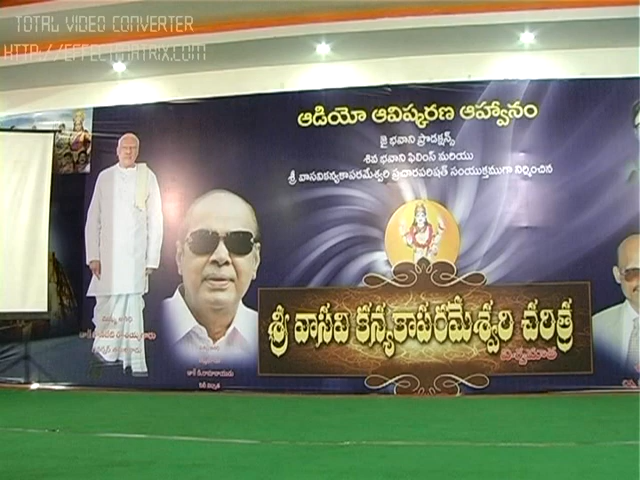 TOTAL VIDEO CONVERTER
HTTP://EFFECTMATRIX.COM
ఆడియో ఆవిష్కరణ ఆహ్వానం
జై భవాని ప్రొడక్షన్స్
శివ భవాని ఫిలింస్ మరియు
శ్రీ వాసవికన్యకాపరమేశ్వరి ప్రచారపరిషత్ సంయుక్తముగా నిర్మించిన
శ్రీ వాసవి కన్యకాపరమేశ్వరి చరిత్ర
విశ్వమాత